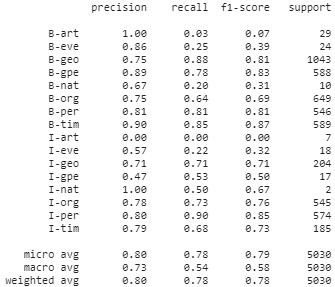 precision recall f1-score support
B-art 1.00 0.03 0.07 29
B-eve 0.86 0.25 0.39 24
B-geo 0.75 0.88 0.81 1043
B-gpe 0.89 0.78 0.83 588
B-nat 0.67 0.20 0.31 10
B-org 0.75 0.64 0.69 649
B-per 0.81 0.81 0.81 546
B-tim 0.90 0.85 0.87 589
I-art 0.00 0.00 0.00 7
I-eve 0.57 0.22 0.32 18
I-geo 0.71 0.71 0.71 204
I-gpe 0.47 0.53 0.50 17
I-nat 1.00 0.50 0.67 2
I-org 0.78 0.73 0.76 545
I-per 0.80 0.90 0.85 574
I-tim 0.79 0.68 0.73 185
micro avg 0.80 0.78 0.79 5030
macro avg 0.73 0.54 0.58 5030
weighted avg 0.80 0.78 0.78 5030